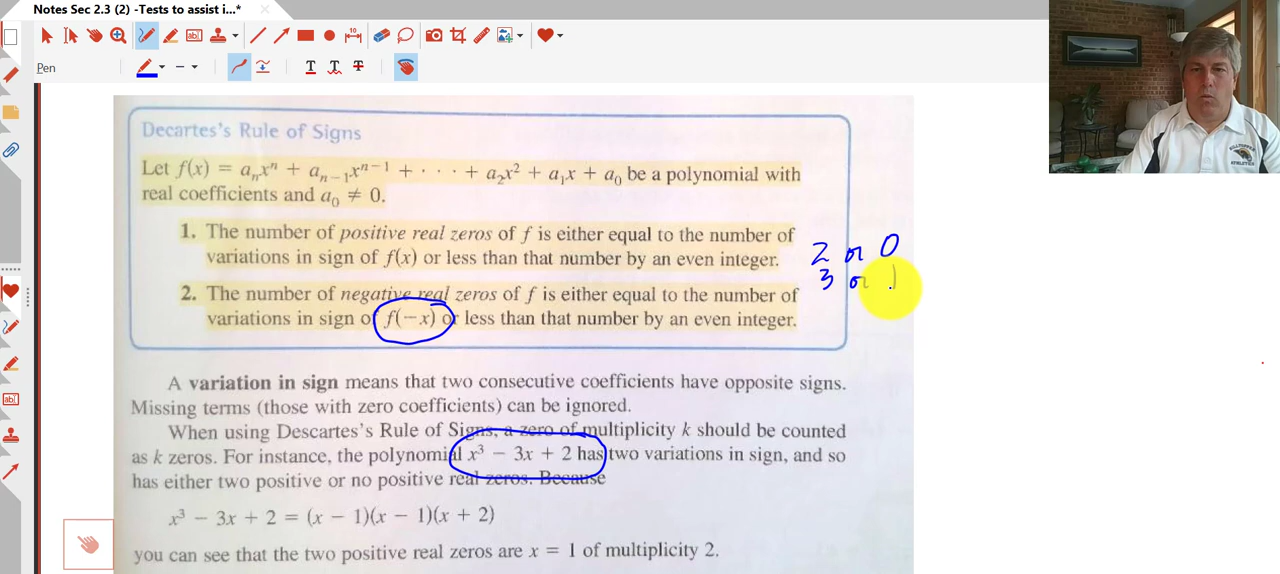 Notes Sec 2.3 (2) -Tests to assist i...*
Pen
Decartes's Rule of Signs
Let f(x) = aₙxⁿ + aₙ₋₁xⁿ⁻¹ + · · · + a₂x² + a₁x + a₀ be a polynomial with
real coefficients and a₀ ≠ 0.
1. The number of positive real zeros of f is either equal to the number of
variations in sign of f(x) or less than that number by an even integer.
2 or 0
3 or 1
2. The number of negative real zeros of f is either equal to the number of
variations in sign of f(−x) or less than that number by an even integer.
A variation in sign means that two consecutive coefficients have opposite signs.
Missing terms (those with zero coefficients) can be ignored.
When using Descartes's Rule of Signs, a zero of multiplicity k should be counted
as k zeros. For instance, the polynomial x³ − 3x + 2 has two variations in sign, and so
has either two positive or no positive real zeros. Because
x³ − 3x + 2 = (x − 1)(x − 1)(x + 2)
you can see that the two positive real zeros are x = 1 of multiplicity 2.